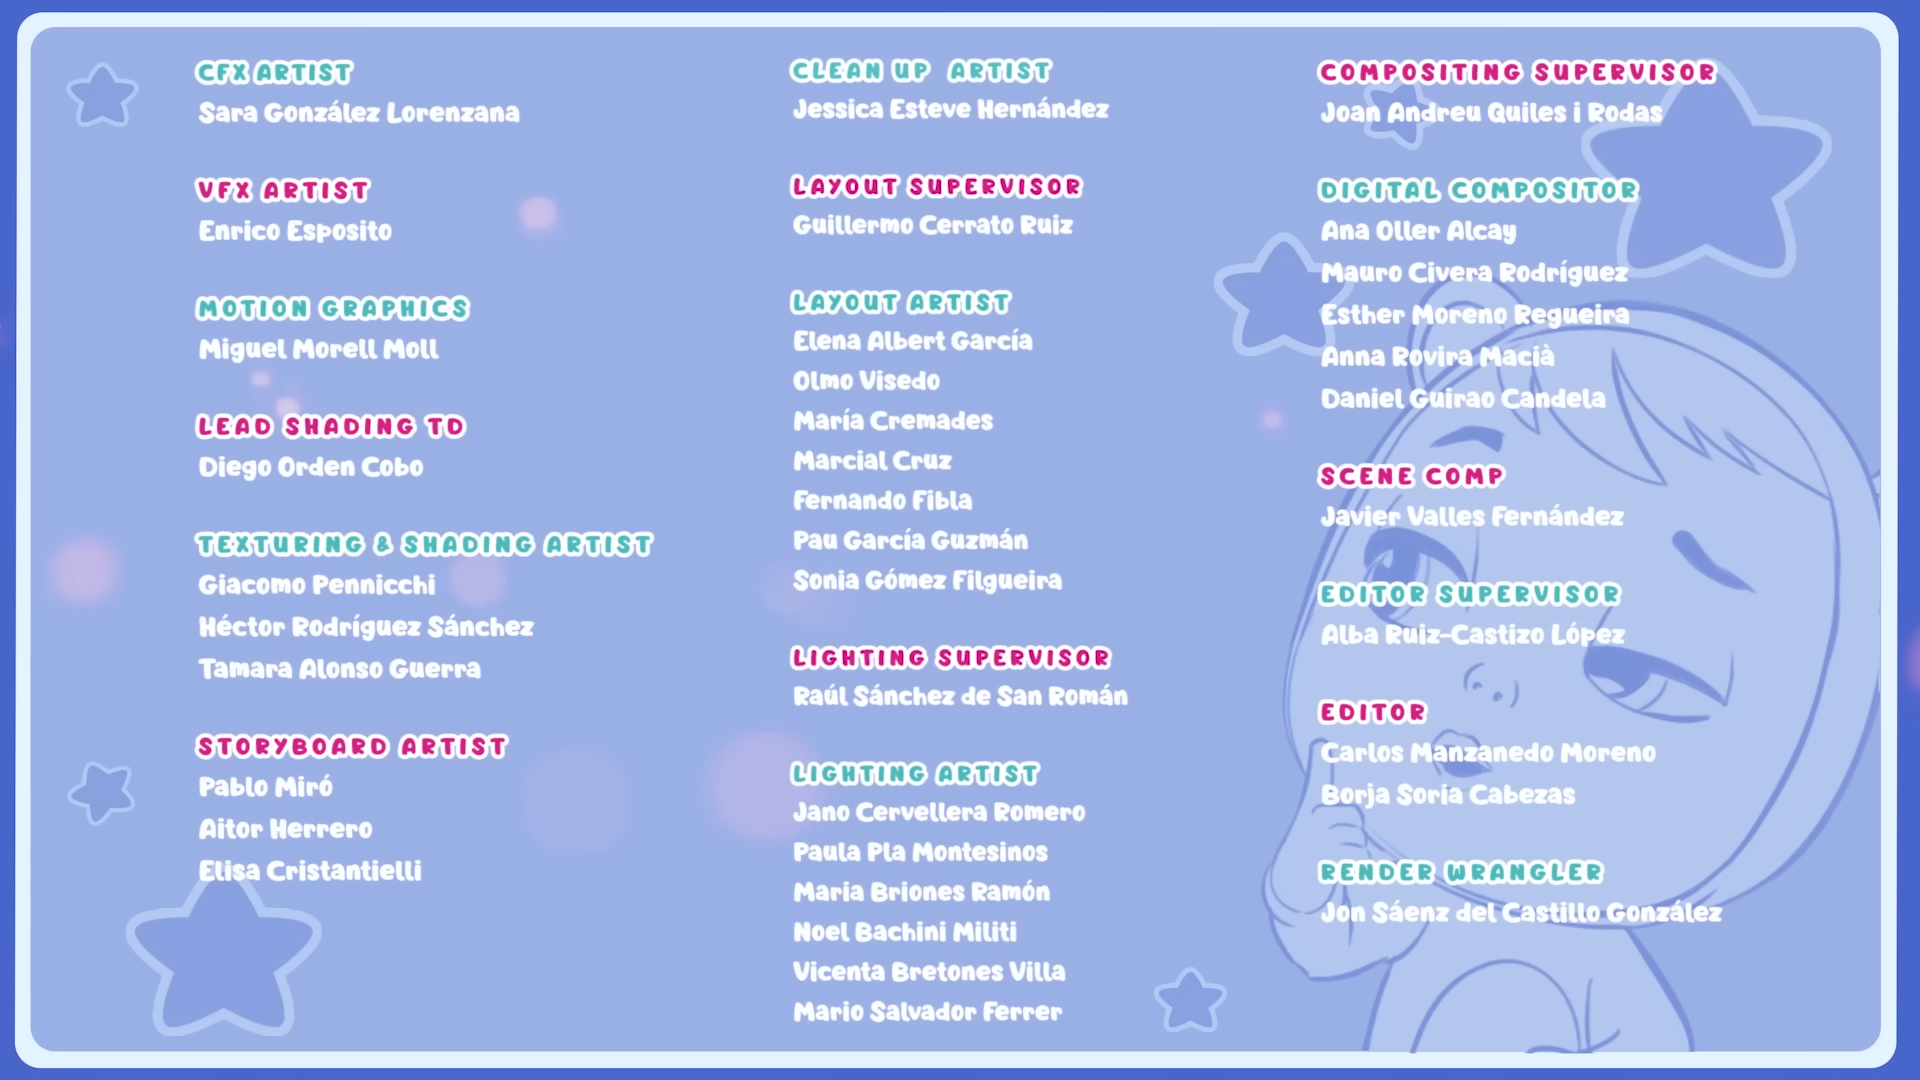 CFX ARTIST
Sara González Lorenzana
VFX ARTIST
Enrico Esposito
MOTION GRAPHICS
Miguel Morell Moll
LEAD SHADING TD
Diego Orden Cobo
TEXTURING & SHADING ARTIST
Giacomo Pennicchi
Héctor Rodríguez Sánchez
Tamara Alonso Guerra
STORYBOARD ARTIST
Pablo Miró
Aitor Herrero
Elisa Cristantielli
CLEAN UP ARTIST
Jessica Esteve Hernández
LAYOUT SUPERVISOR
Guillermo Cerrato Ruiz
LAYOUT ARTIST
Elena Albert García
Olmo Visedo
María Cremades
Marcial Cruz
Fernando Fibla
Pau García Guzmán
Sonia Gómez Filgueira
LIGHTING SUPERVISOR
Raúl Sánchez de San Román
LIGHTING ARTIST
Jano Cervellera Romero
Paula Pla Montesinos
Maria Briones Ramón
Noel Bachini Militi
Vicenta Bretones Villa
Mario Salvador Ferrer
COMPOSITING SUPERVISOR
Joan Andreu Quiles i Rodas
DIGITAL COMPOSITOR
Ana Oller Alcay
Mauro Civera Rodríguez
Esther Moreno Regueira
Anna Rovira Macià
Daniel Guirao Candela
SCENE COMP
Javier Valles Fernández
EDITOR SUPERVISOR
Alba Ruiz-Castizo López
EDITOR
Carlos Manzanedo Moreno
Borja Soria Cabezas
RENDER WRANGLER
Jon Sáenz del Castillo González